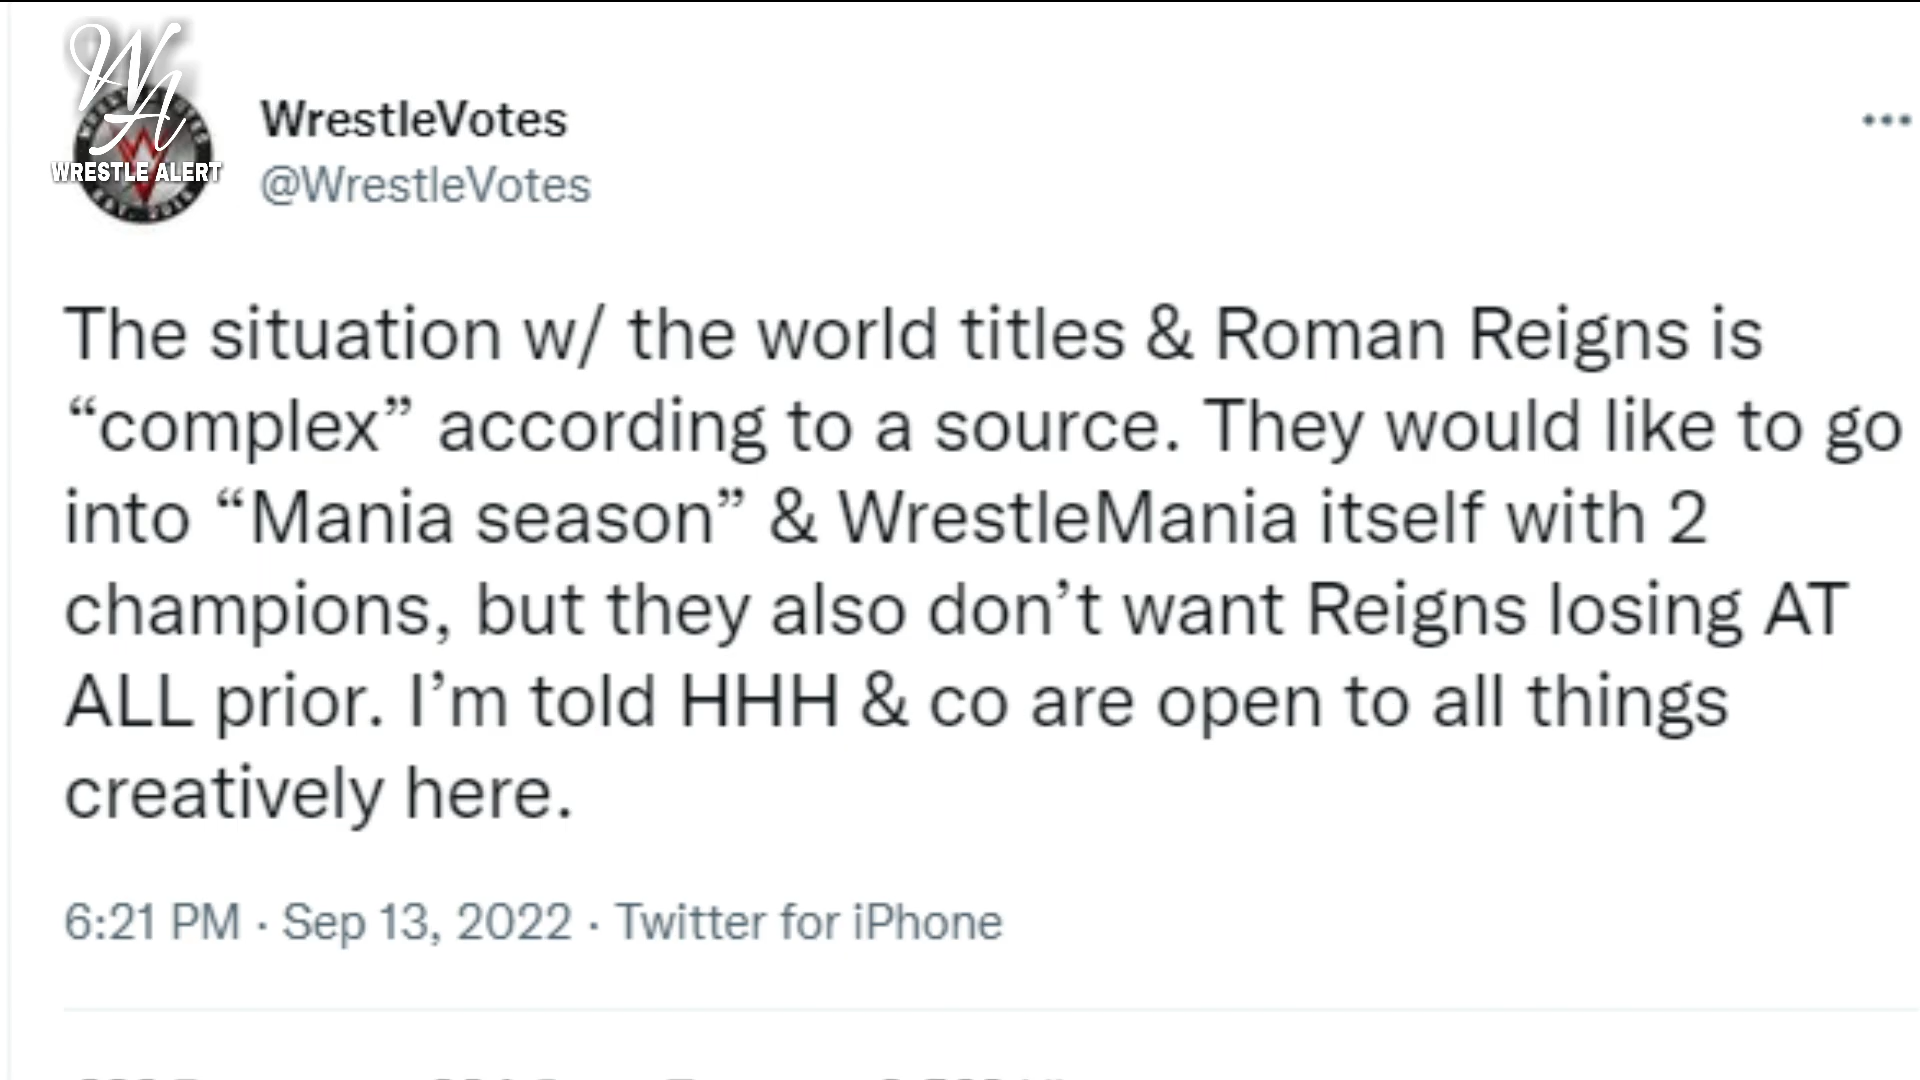 WA
WRESTLE ALERT
WrestleVotes
@WrestleVotes
The situation w/ the world titles & Roman Reigns is
“complex” according to a source. They would like to go
into “Mania season” & WrestleMania itself with 2
champions, but they also don’t want Reigns losing AT
ALL prior. I’m told HHH & co are open to all things
creatively here.
6:21 PM · Sep 13, 2022 · Twitter for iPhone